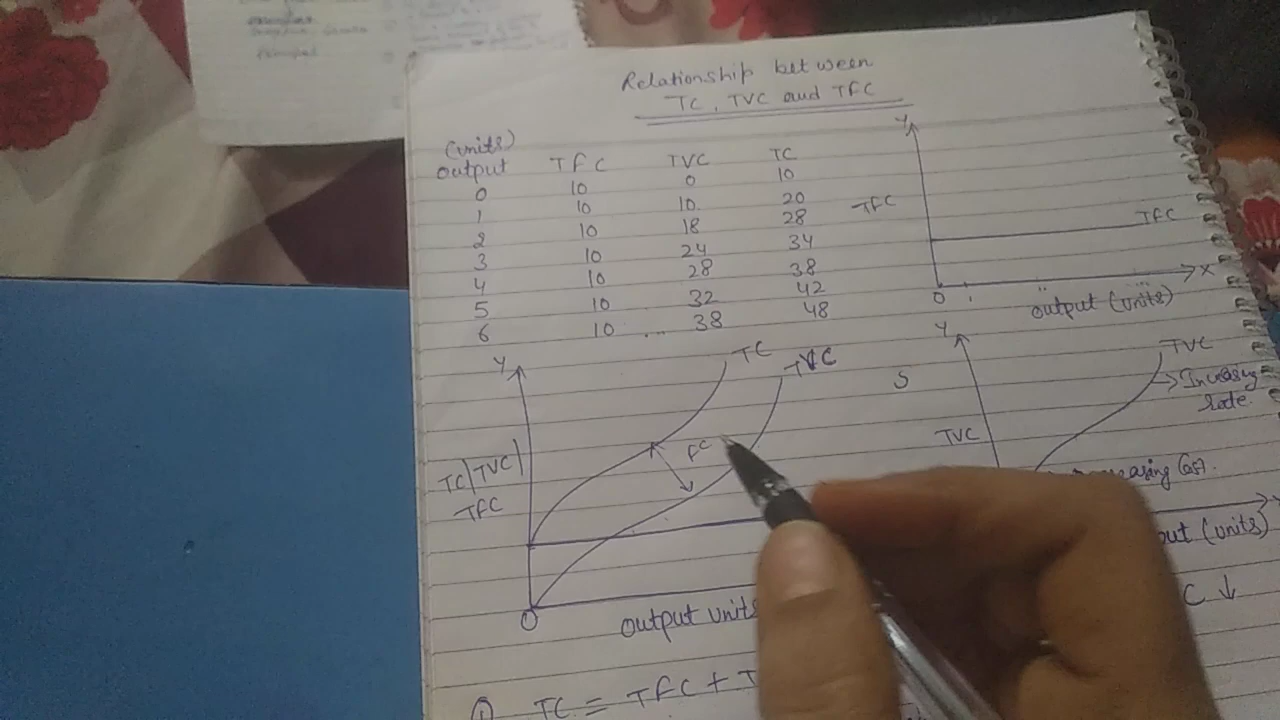 Relationship between
TC, TVC and TFC
(units)
output TFC TVC TC
0 10 0 10
1 10 10 20
2 10 18 28
3 10 24 34
4 10 28 38
5 10 32 42
6 10 .... 38 48
Y
TFC
TFC
0
X
output (units)
Y
TC
TVC
TC|TVC|
TFC
FC
0
output units
S
Y
TVC
Increasing
rate
TVC
(units)
C ↓
① TC = TFC + T